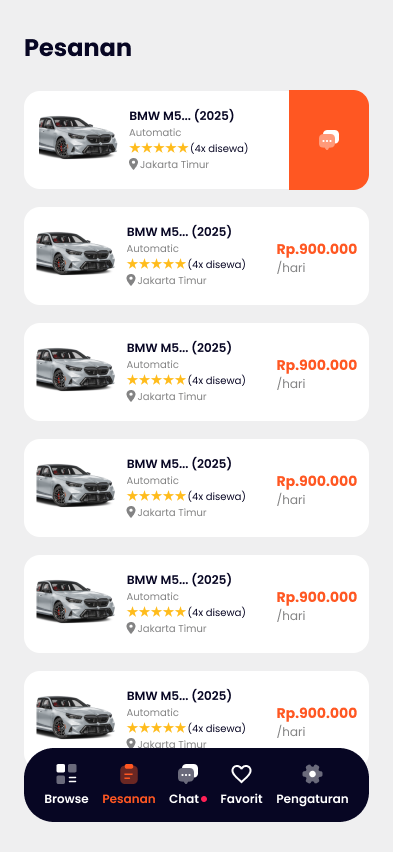 Pesanan
BMW M5... (2025)
Automatic
(4x disewa)
Jakarta Timur
BMW M5... (2025)
Automatic
(4x disewa)
Jakarta Timur
Rp.900.000
/hari
BMW M5... (2025)
Automatic
(4x disewa)
Jakarta Timur
Rp.900.000
/hari
BMW M5... (2025)
Automatic
(4x disewa)
Jakarta Timur
Rp.900.000
/hari
BMW M5... (2025)
Automatic
(4x disewa)
Jakarta Timur
Rp.900.000
/hari
BMW M5... (2025)
Automatic
(4x disewa)
Jakarta Timur
Rp.900.000
/hari
Browse Pesanan Chat Favorit Pengaturan